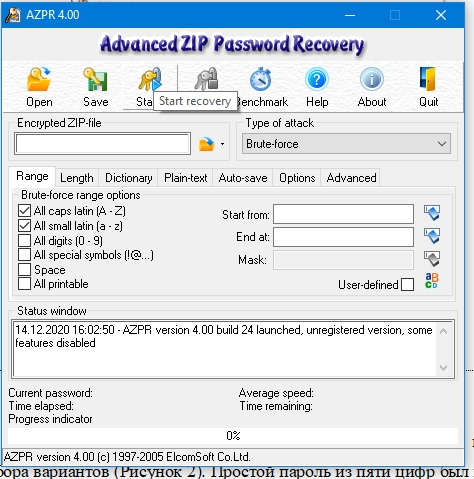 AZPR 4.00
Advanced ZIP Password Recovery
Open Save Sta Start recovery nchmark Help About Quit
Encrypted ZIP-file
Type of attack
Brute-force
Range Length Dictionary Plain-text Auto-save Options Advanced
Brute-force range options
All caps latin (A - Z)
All small latin (a - z)
All digits (0 - 9)
All special symbols (!@...)
Space
All printable
Start from:
End at:
Mask:
User-defined
Status window
14.12.2020 16:02:50 - AZPR version 4.00 build 24 launched, unregistered version, some
features disabled
Current password:
Average speed:
Time elapsed:
Time remaining:
Progress indicator
0%
AZPR version 4.00 (c) 1997-2005 ElcomSoft Co.Ltd.
бора вариантов (Рисунок 2). Простой пароль из пяти цифр был